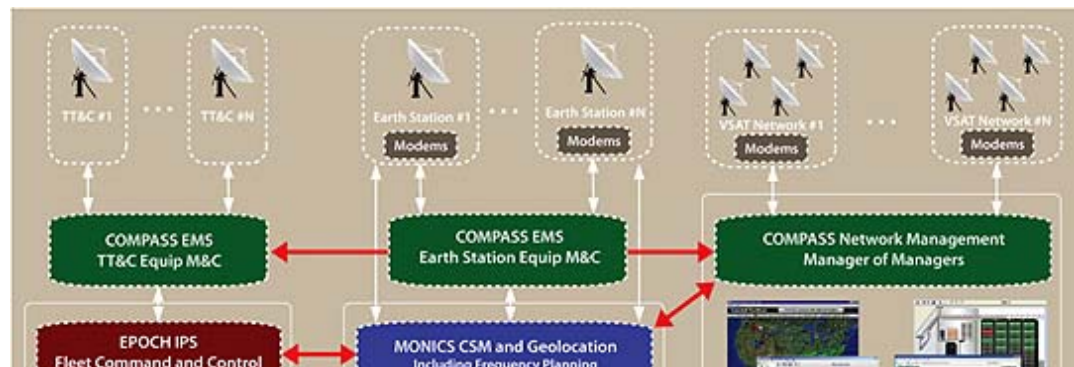 TT&C #1
TT&C #N
Earth Station #1
Modems
Earth Station #N
Modems
VSAT Network #1
Modems
VSAT Network #N
Modems
COMPASS EMS
TT&C Equip M&C
COMPASS EMS
Earth Station Equip M&C
COMPASS Network Management
Manager of Managers
EPOCH IPS
Fleet Command and Control
MONICS CSM and Geolocation
Including Frequency Planning